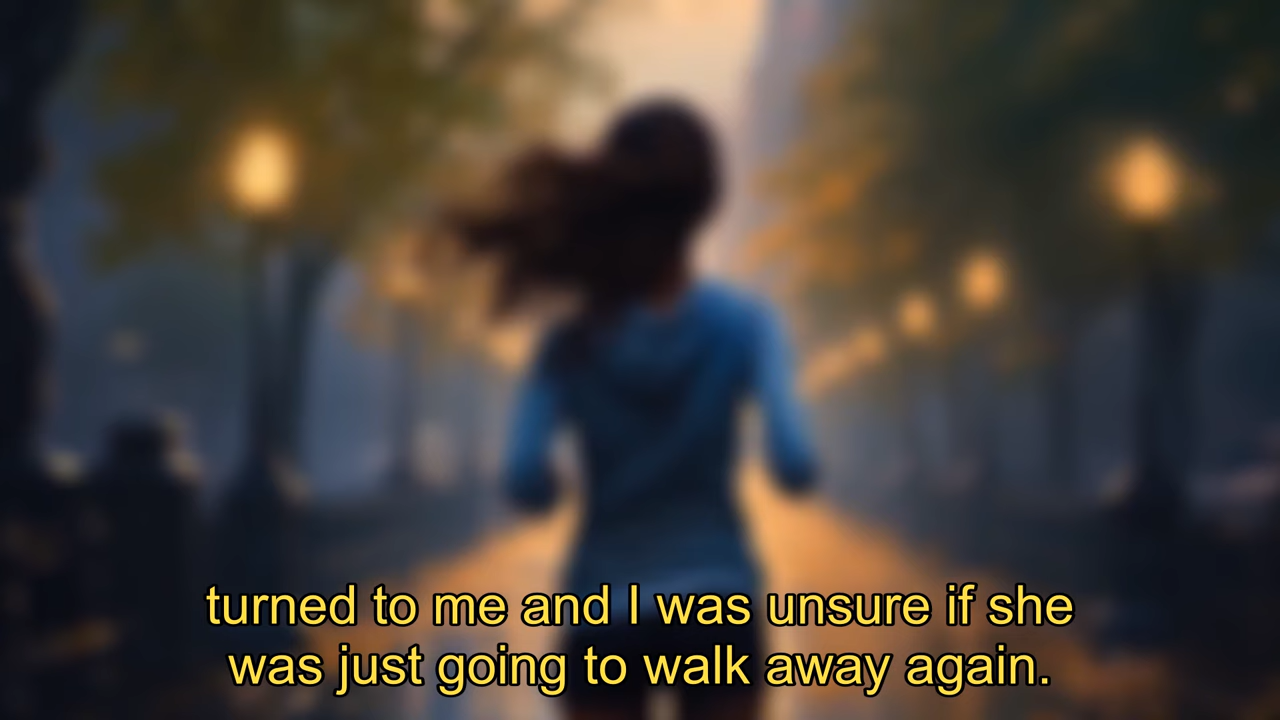 turned to me and I was unsure if she
was just going to walk away again.